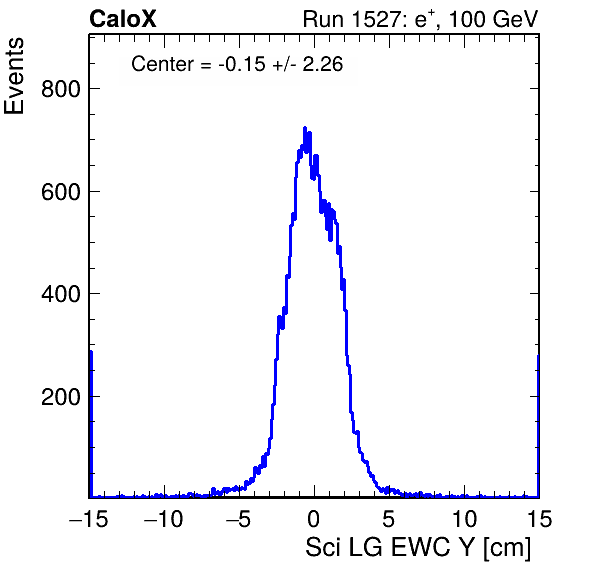 CaloX Run 1527: e⁺, 100 GeV
Events
Center = -0.15 +/- 2.26
800
600
400
200
−15 −10 −5 0 5 10 15
Sci LG EWC Y [cm]